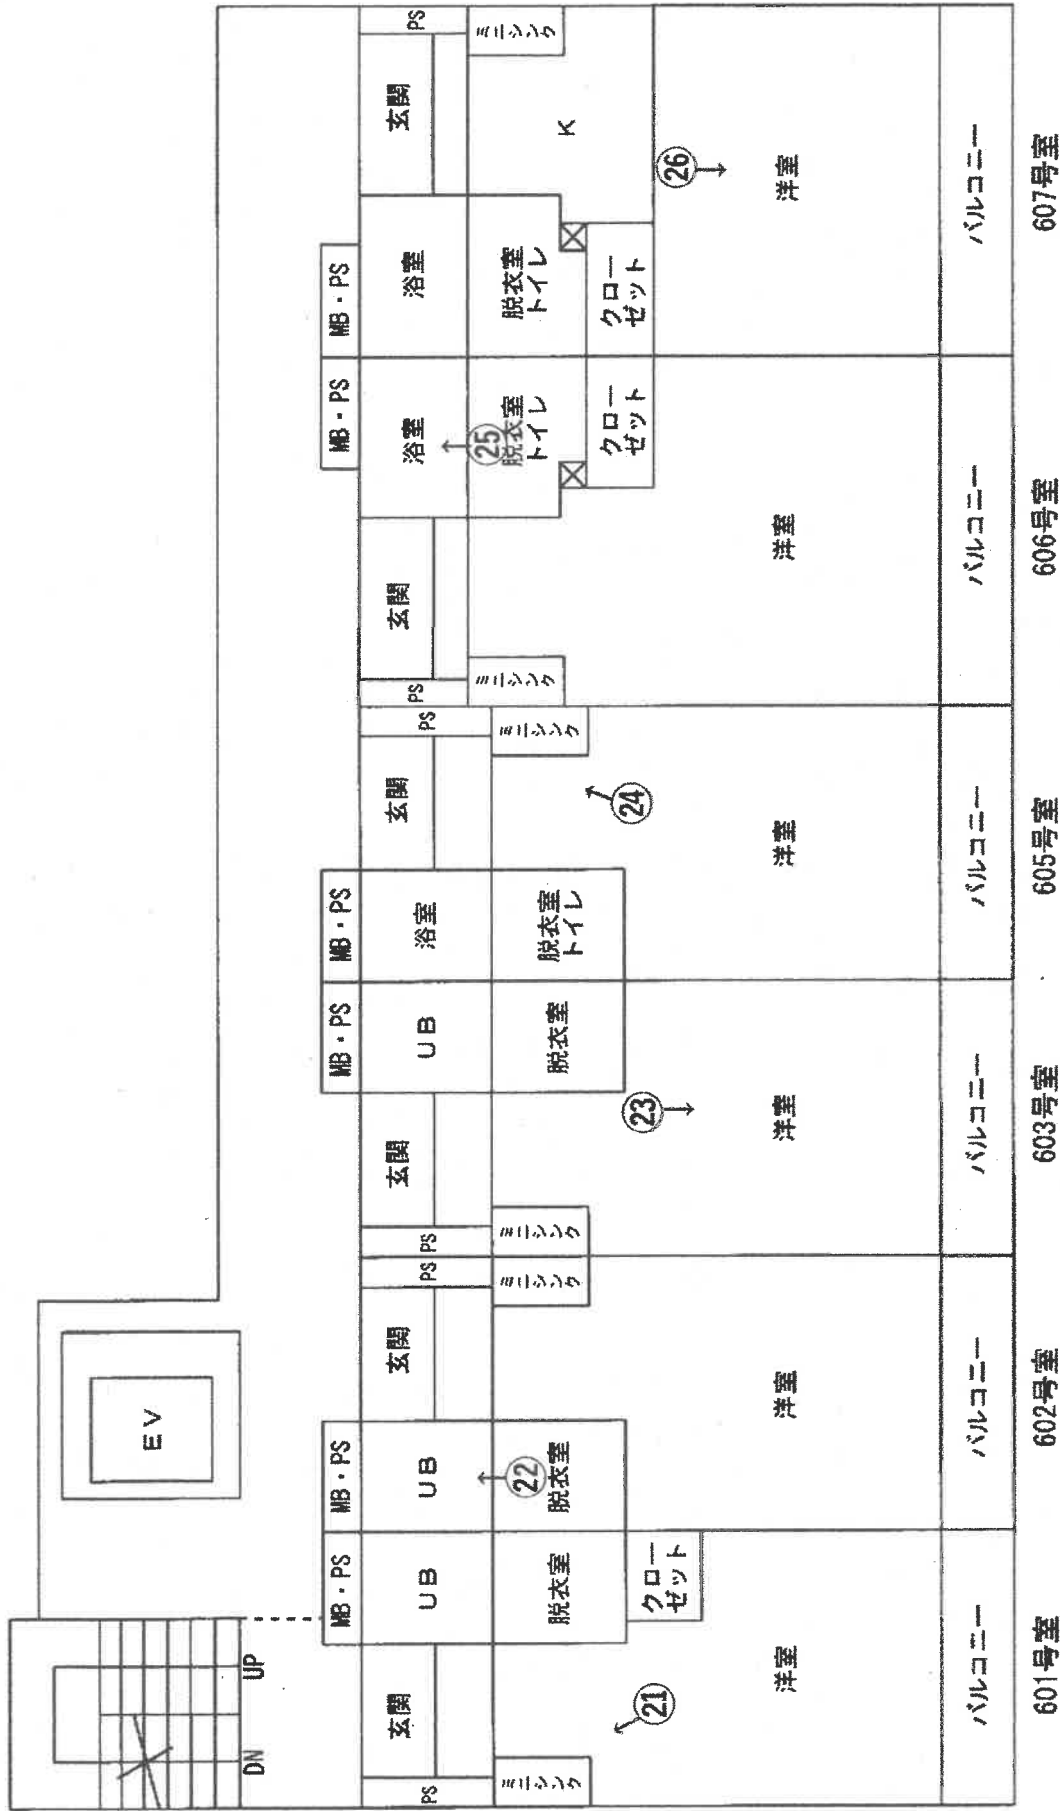 EV
DN
UP
MB・PS
MB・PS
MB・PS
MB・PS
MB・PS
MB・PS
PS
玄関
UB
UB
玄関
PS
PS
玄関
UB
浴室
玄関
PS
PS
玄関
浴室
浴室
玄関
PS
ミニシンク
脱衣室
脱衣室
22
ミニシンク
ミニシンク
脱衣室
脱衣室
トイレ
ミニシンク
ミニシンク
脱衣室
トイレ
25
脱衣室
トイレ
K
ミニシンク
21
クロー
ゼット
23
24
クロー
ゼット
クロー
ゼット
26
洋室
洋室
洋室
洋室
洋室
洋室
バルコニー
バルコニー
バルコニー
バルコニー
バルコニー
バルコニー
601号室
602号室
603号室
605号室
606号室
607号室